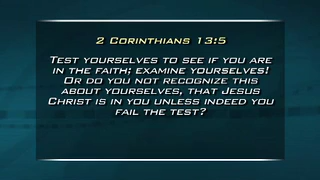 2 Corinthians 13:5
Test yourselves to see if you are
in the faith; examine yourselves!
Or do you not recognize this
about yourselves, that Jesus
Christ is in you unless indeed you
fail the test?